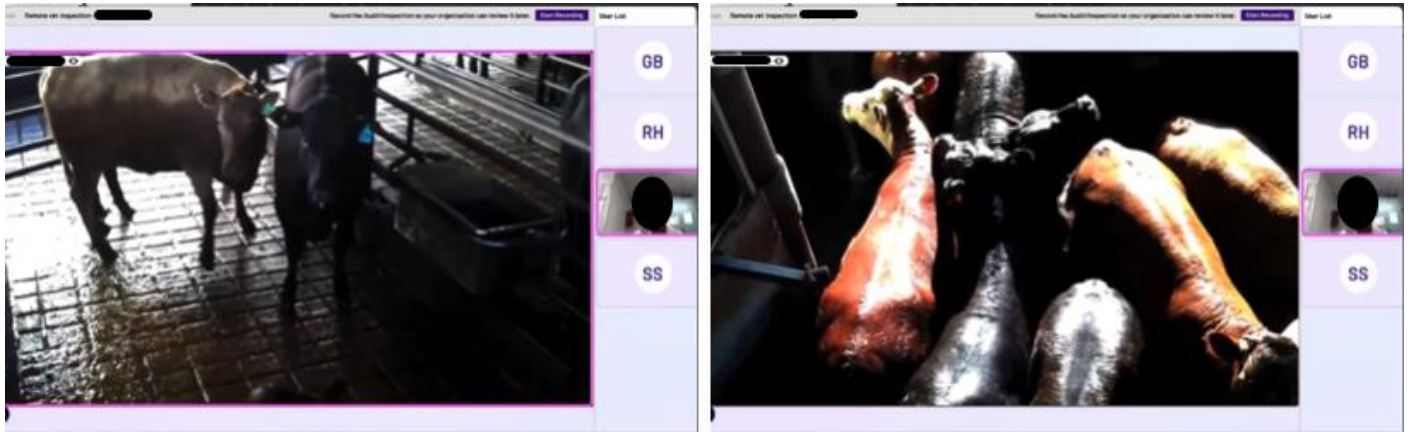 Remote vet inspection
Record the Audit/Inspection so your organisation can review it later.
Start Recording
User List
GB
RH
SS
Remote vet inspection
Record the Audit/Inspection so your organisation can review it later.
Start Recording
User List
GB
RH
SS